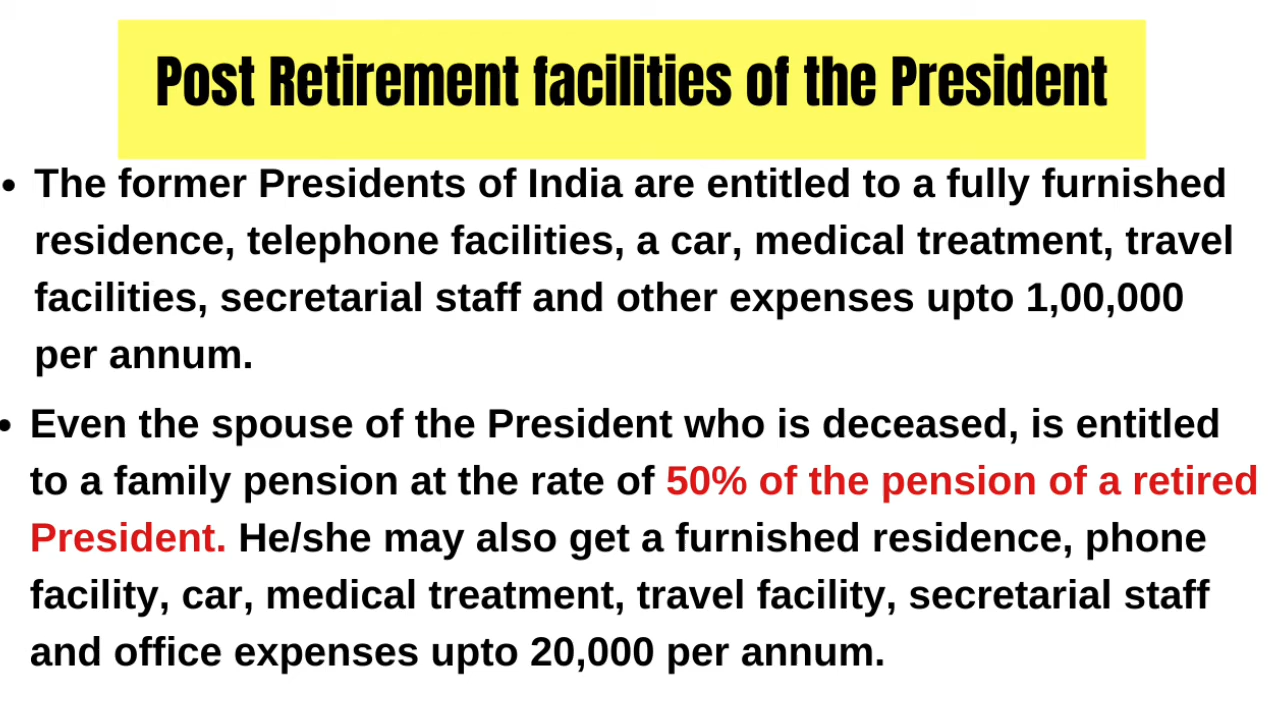 Post Retirement facilities of the President
• The former Presidents of India are entitled to a fully furnished
residence, telephone facilities, a car, medical treatment, travel
facilities, secretarial staff and other expenses upto 1,00,000
per annum.
• Even the spouse of the President who is deceased, is entitled
to a family pension at the rate of 50% of the pension of a retired
President. He/she may also get a furnished residence, phone
facility, car, medical treatment, travel facility, secretarial staff
and office expenses upto 20,000 per annum.